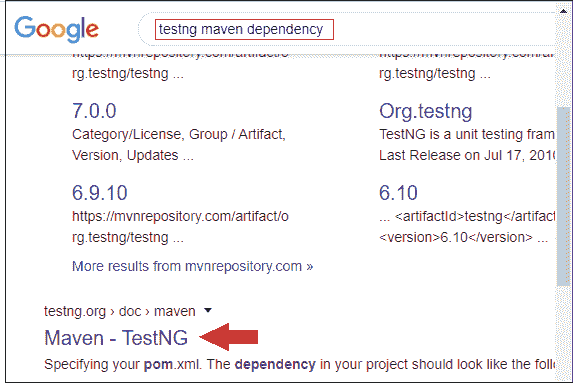 Google
testng maven dependency
https://mvnrepository.com/artifact/o
rg.testng/testng ...
https://mvnrepository.com/artifact/o
rg.testng/testng ...
7.0.0
Category/License, Group / Artifact,
Version, Updates ...
Org.testng
TestNG is a unit testing fram
Last Release on Jul 17, 201
6.9.10
https://mvnrepository.com/artifact/o
rg.testng/testng ...
6.10
... <artifactId>testng</artifact
<version>6.10</version> ...
More results from mvnrepository.com »
testng.org › doc › maven
Maven - TestNG
Specifying your pom.xml. The dependency in your project should look like the follo